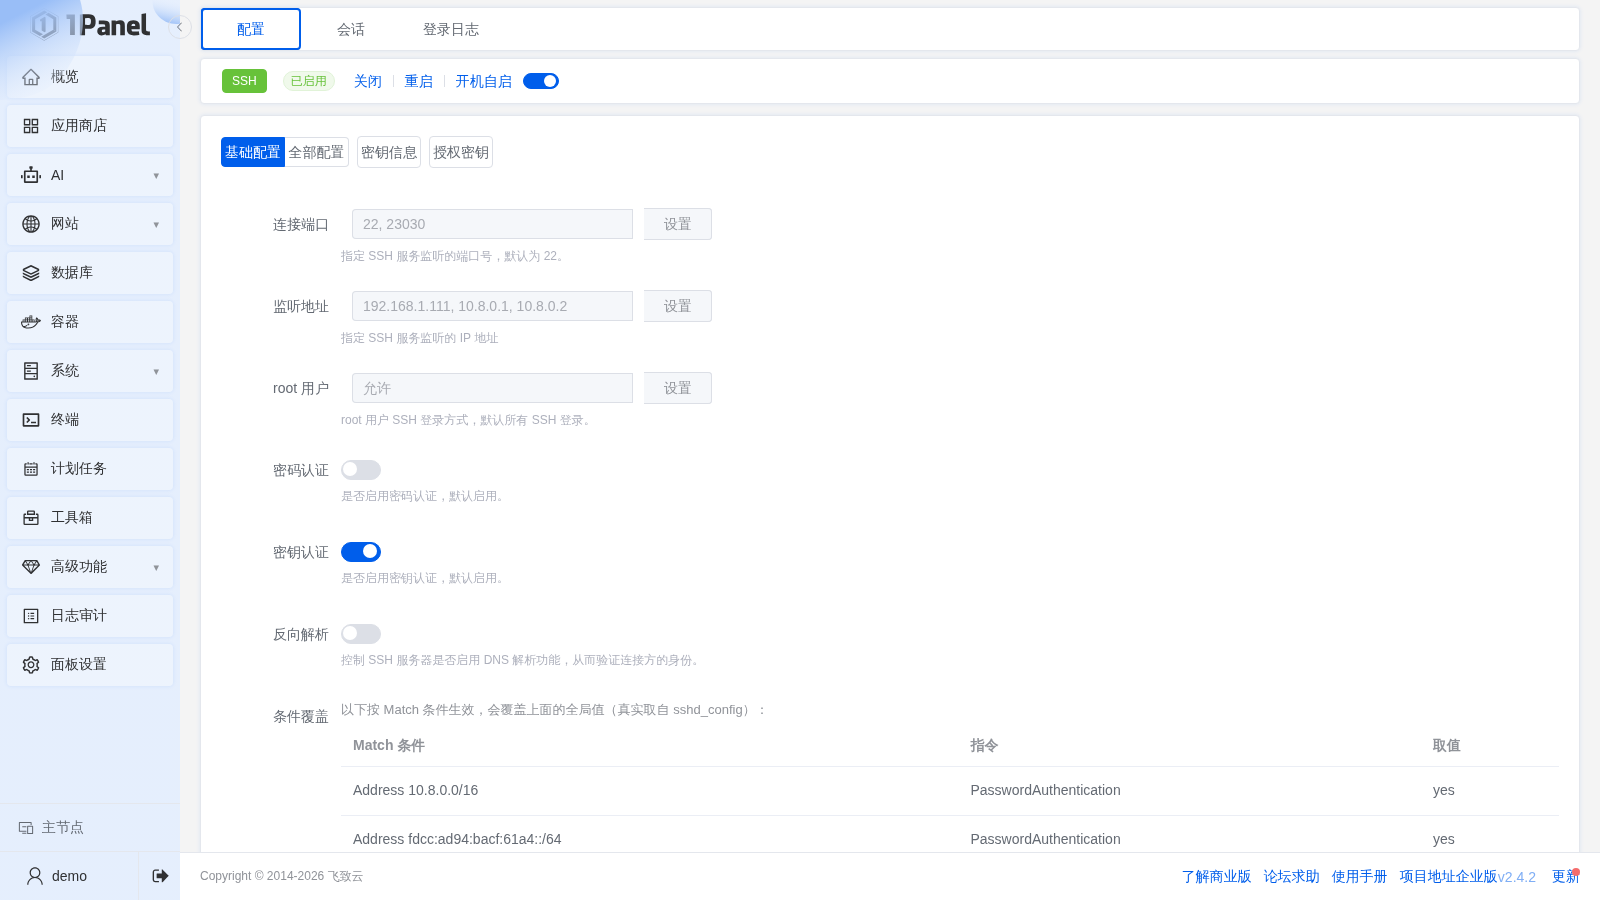 1Panel
概览
应用商店
AI
网站
数据库
容器
系统
终端
计划任务
工具箱
高级功能
日志审计
面板设置
主节点
demo
配置 会话 登录日志
SSH 已启用 关闭 重启 开机自启
基础配置 全部配置 密钥信息 授权密钥
连接端口 22, 23030 设置
指定 SSH 服务监听的端口号，默认为 22。
监听地址 192.168.1.111, 10.8.0.1, 10.8.0.2 设置
指定 SSH 服务监听的 IP 地址
root 用户 允许 设置
root 用户 SSH 登录方式，默认所有 SSH 登录。
密码认证
是否启用密码认证，默认启用。
密钥认证
是否启用密钥认证，默认启用。
反向解析
控制 SSH 服务器是否启用 DNS 解析功能，从而验证连接方的身份。
条件覆盖 以下按 Match 条件生效，会覆盖上面的全局值（真实取自 sshd_config）：
Match 条件 指令 取值
Address 10.8.0.0/16 PasswordAuthentication yes
Address fdcc:ad94:bacf:61a4::/64 PasswordAuthentication yes
Copyright © 2014-2026 飞致云 了解商业版 论坛求助 使用手册 项目地址企业版v2.4.2 更新